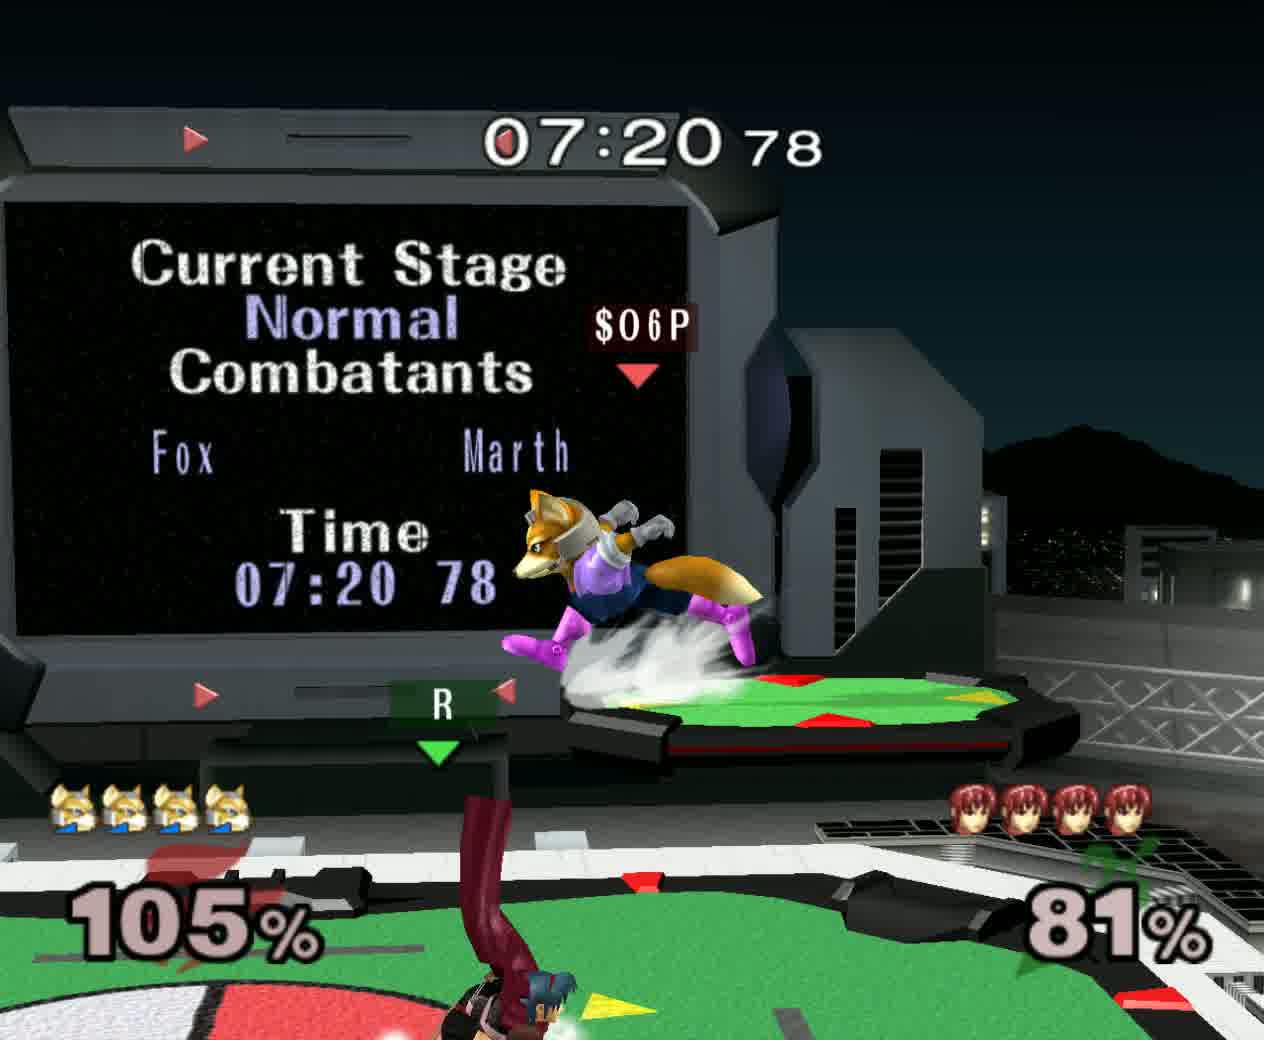 07:20 78
Current Stage
Normal
$06P
Combatants
Fox Marth
Time
07:20 78
R
105% 81%